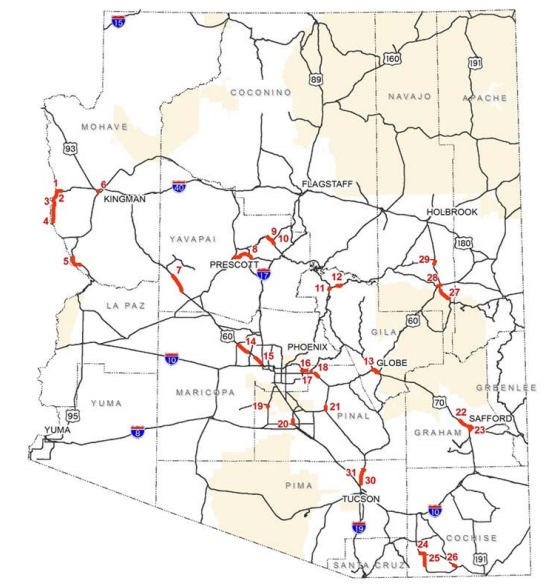 15
160
191
89
COCONINO
NAVAJO
APACHE
MOHAVE
93
1
6
2
3
KINGMAN
40
FLAGSTAFF
4
HOLBROOK
9
YAVAPAI
10
180
8
5
PRESCOTT
29
7
17
12
28
11
27
LA PAZ
60
60
GILA
14
PHOENIX
15
16
18
13
GLOBE
10
17
GREENLEE
MARICOPA
YUMA
70
95
19
21
PINAL
22
SAFFORD
20
YUMA
8
GRAHAM
23
31
30
PIMA
TUCSON
10
19
COCHISE
24
25
26
191
SANTA CRUZ